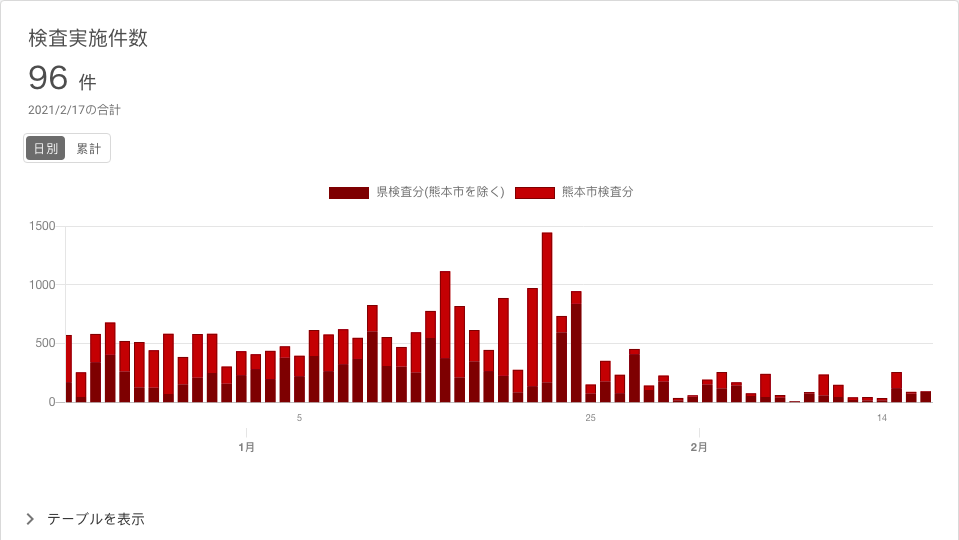 検査実施件数
96 件
2021/2/17の合計
日別 累計
県検査分(熊本市を除く) 熊本市検査分
1500
1000
500
0
5 25 14
1月 2月
テーブルを表示